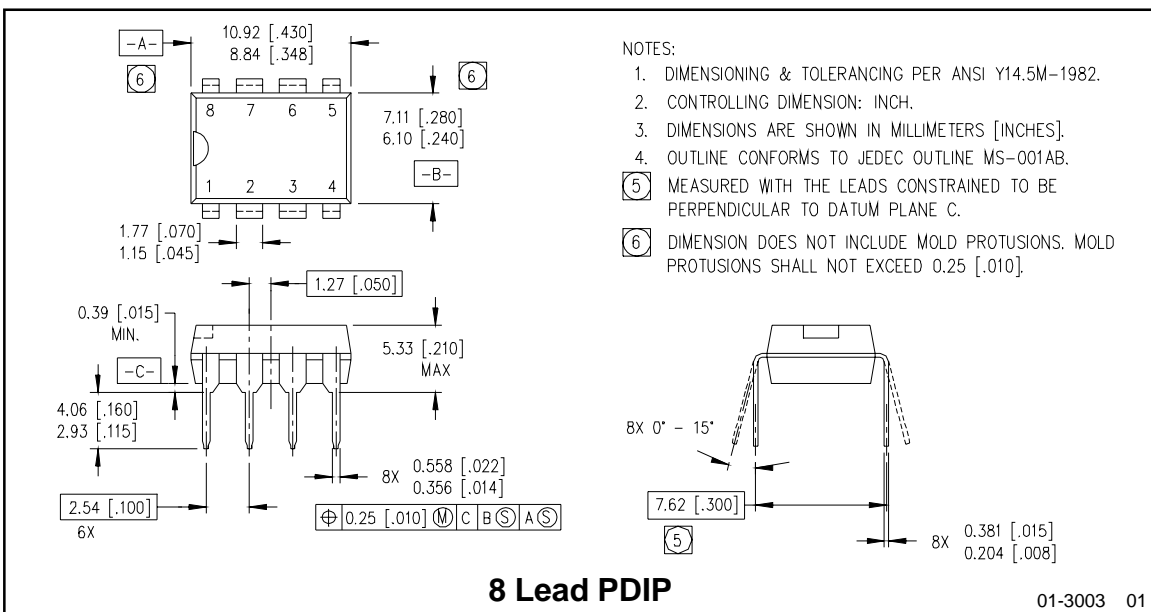 -A-
10.92 [.430]
8.84 [.348]
6
6
8 7 6 5
7.11 [.280]
6.10 [.240]
-B-
1 2 3 4
1.77 [.070]
1.15 [.045]
1.27 [.050]
0.39 [.015]
MIN.
-C-
5.33 [.210]
MAX
4.06 [.160]
2.93 [.115]
8X 0.558 [.022]
0.356 [.014]
2.54 [.100]
6X
⌖ 0.25 [.010] Ⓜ C B Ⓢ A Ⓢ
NOTES:
1. DIMENSIONING & TOLERANCING PER ANSI Y14.5M-1982.
2. CONTROLLING DIMENSION: INCH.
3. DIMENSIONS ARE SHOWN IN MILLIMETERS [INCHES].
4. OUTLINE CONFORMS TO JEDEC OUTLINE MS-001AB.
5 MEASURED WITH THE LEADS CONSTRAINED TO BE
PERPENDICULAR TO DATUM PLANE C.
6 DIMENSION DOES NOT INCLUDE MOLD PROTUSIONS. MOLD
PROTUSIONS SHALL NOT EXCEED 0.25 [.010].
8X 0° - 15°
7.62 [.300]
5
8X 0.381 [.015]
0.204 [.008]
8 Lead PDIP
01-3003 01